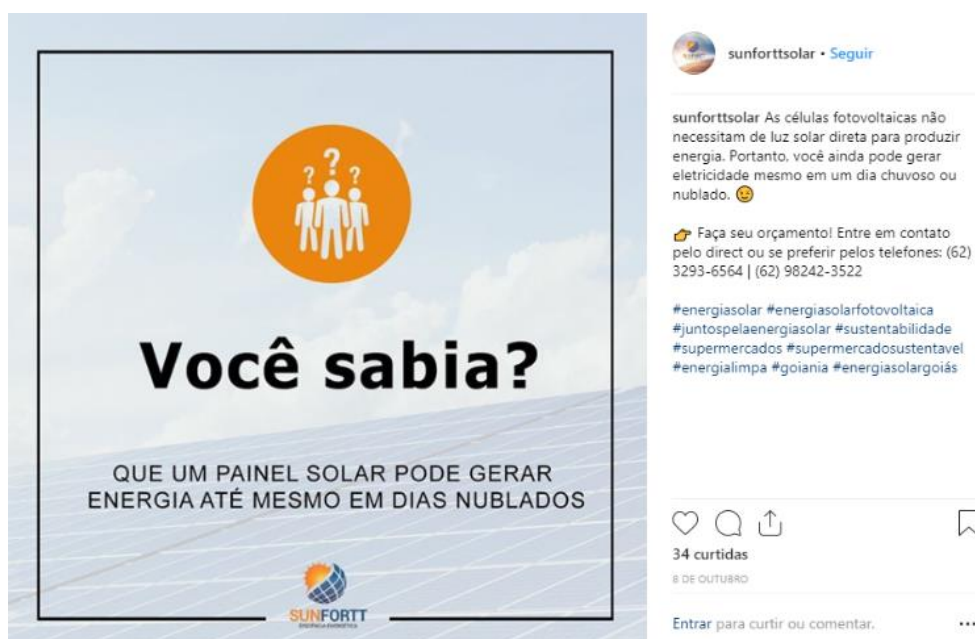 ? ? ?
Você sabia?
QUE UM PAINEL SOLAR PODE GERAR
ENERGIA ATÉ MESMO EM DIAS NUBLADOS
SUNFORTT
EFICIÊNCIA ENERGÉTICA
sunforttsolar • Seguir
sunforttsolar As células fotovoltaicas não
necessitam de luz solar direta para produzir
energia. Portanto, você ainda pode gerar
eletricidade mesmo em um dia chuvoso ou
nublado. 😉
👉 Faça seu orçamento! Entre em contato
pelo direct ou se preferir pelos telefones: (62)
3293-6564 | (62) 98242-3522
#energiasolar #energiasolarfotovoltaica
#juntospelaenergiasolar #sustentabilidade
#supermercados #supermercadosustentavel
#energialimpa #goiania #energiasolargoiás
34 curtidas
8 DE OUTUBRO
Entrar para curtir ou comentar.